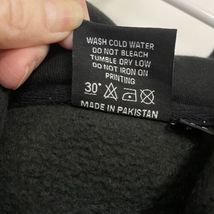 WASH COLD WATER
DO NOT BLEACH
TUMBLE DRY LOW
DO NOT IRON ON
PRINTING
30°
MADE IN PAKISTAN